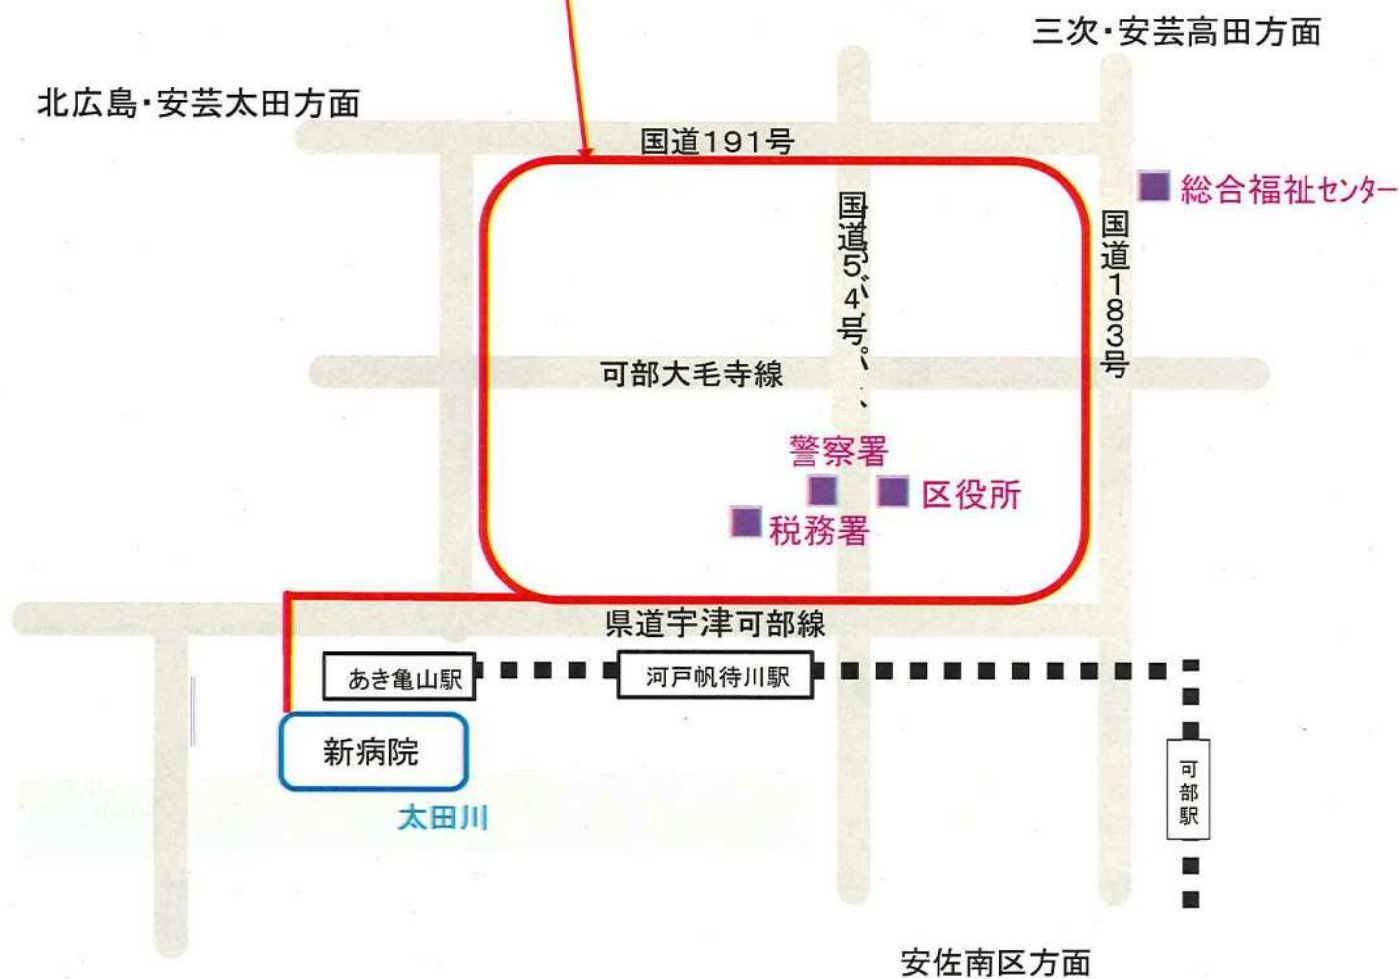 三次・安芸高田方面
北広島・安芸太田方面
国道191号
総合福祉センター
国道54号
国道183号
可部大毛寺線
警察署
区役所
税務署
県道宇津可部線
あき亀山駅
河戸帆待川駅
新病院
可部駅
太田川
安佐南区方面